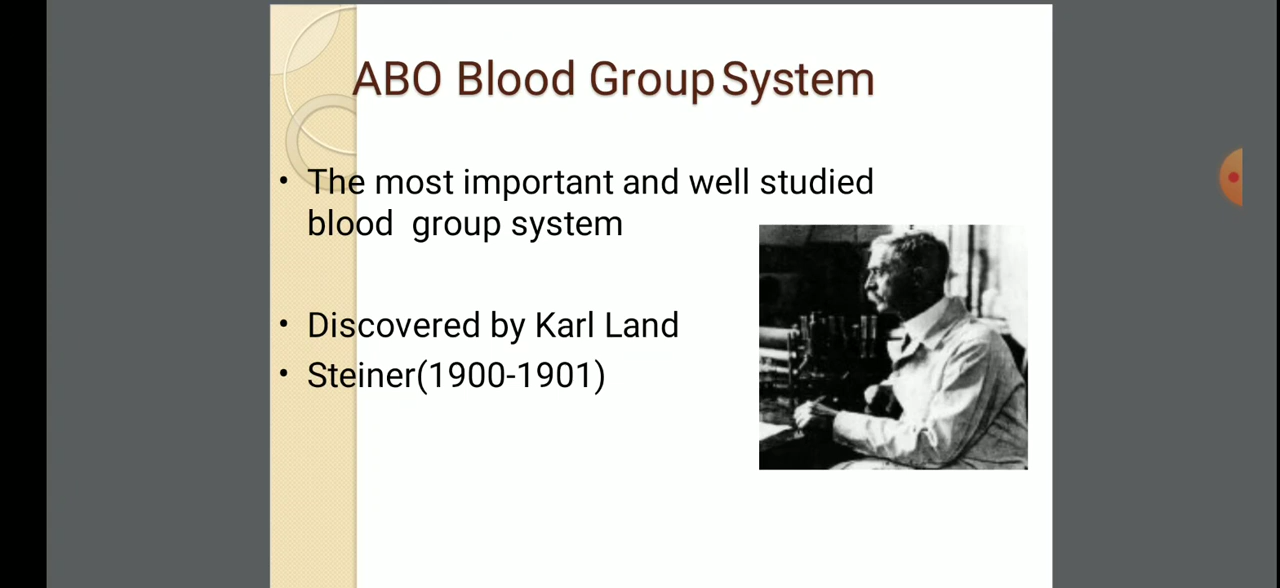 ABO Blood Group System
• The most important and well studied
blood group system
• Discovered by Karl Land
• Steiner(1900-1901)